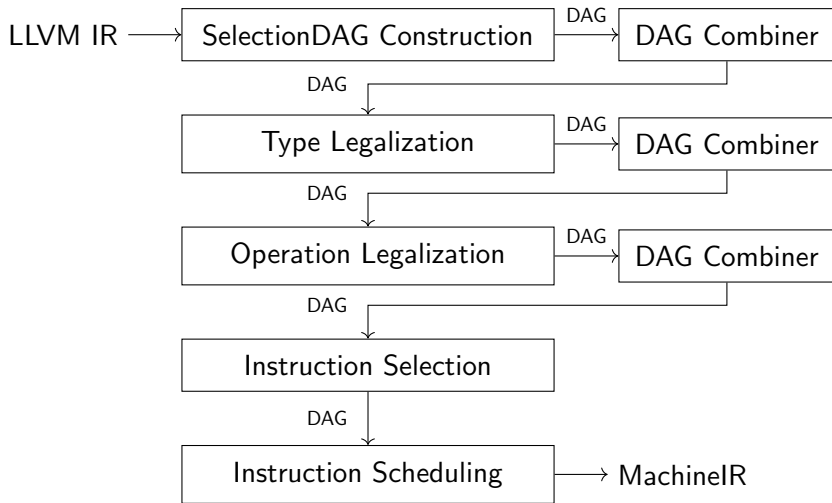 LLVM IR
SelectionDAG Construction
DAG
DAG Combiner
DAG
Type Legalization
DAG
DAG Combiner
DAG
Operation Legalization
DAG
DAG Combiner
DAG
Instruction Selection
DAG
Instruction Scheduling
MachineIR